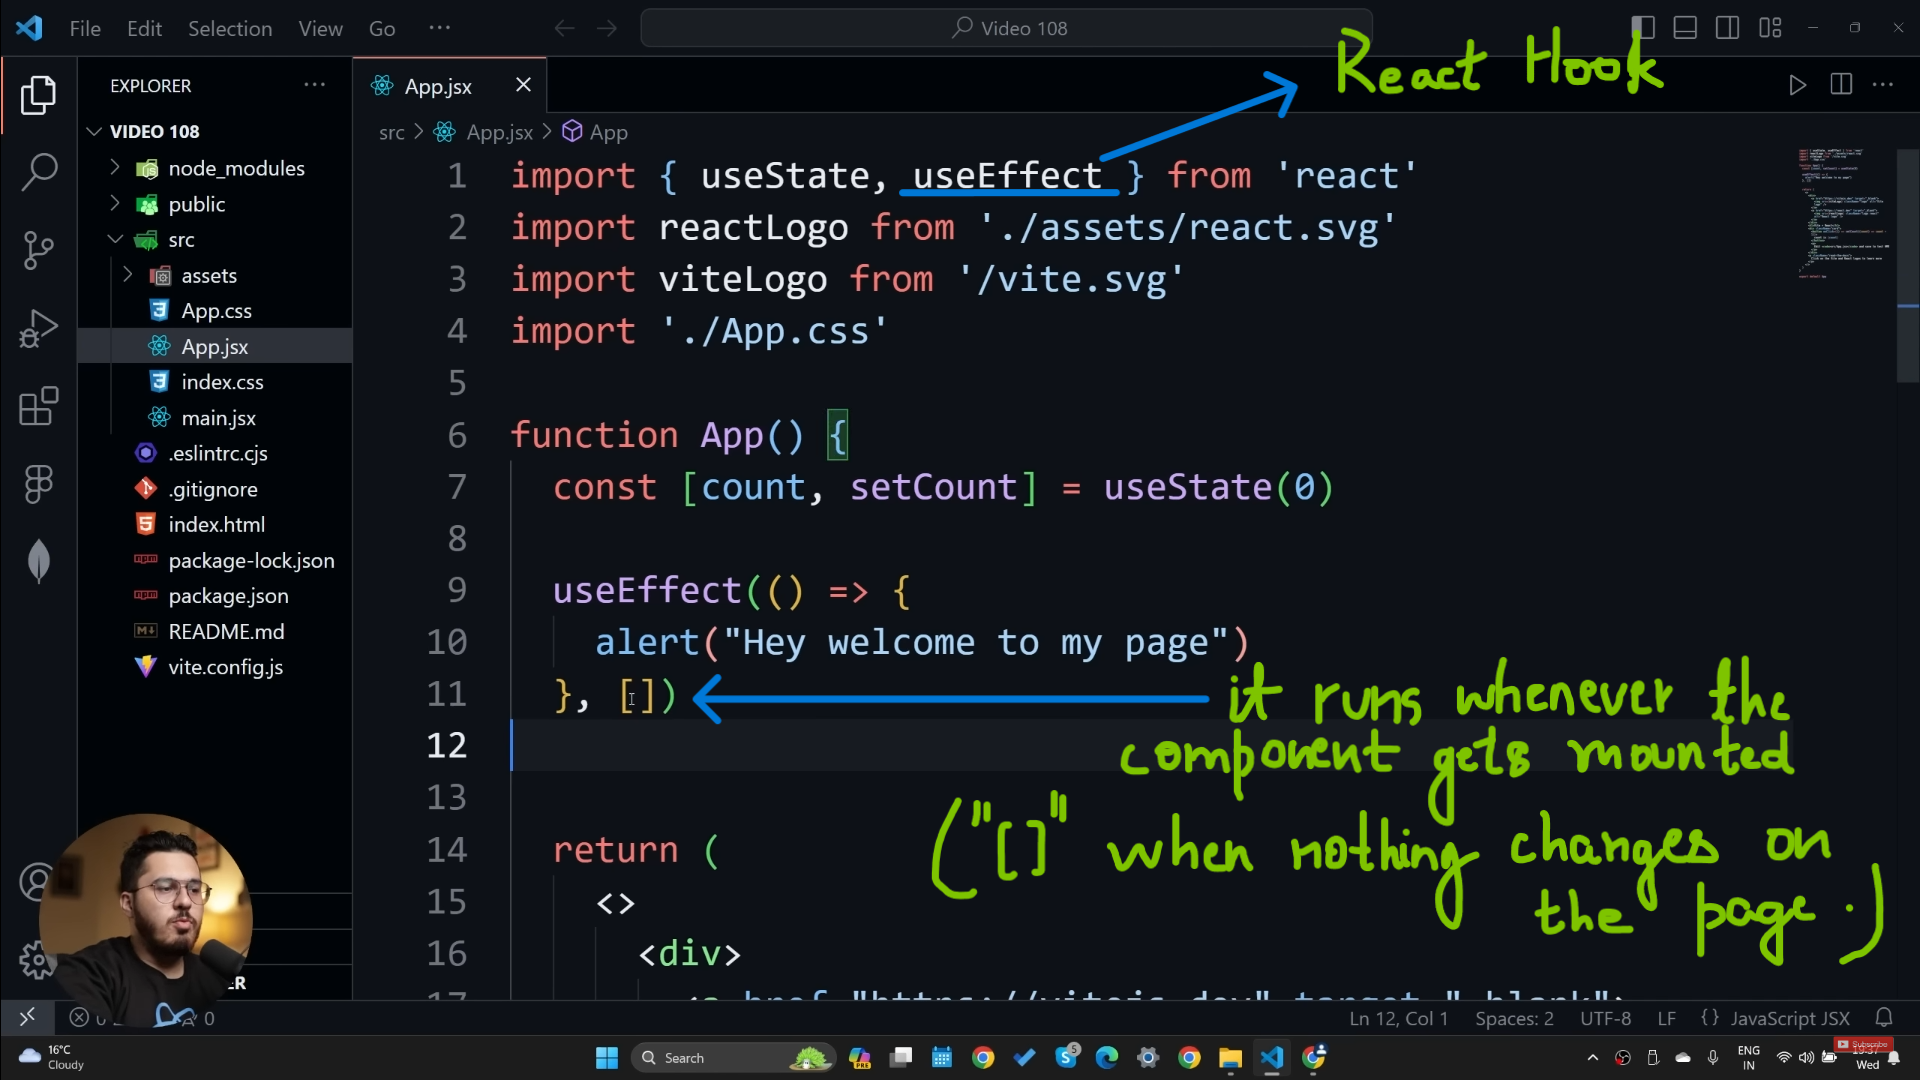 File Edit Selection View Go ···
Video 108
React Hook
EXPLORER ···
App.jsx
VIDEO 108
src > App.jsx > App
node_modules
public
src
assets
App.css
App.jsx
index.css
main.jsx
.eslintrc.cjs
.gitignore
index.html
package-lock.json
package.json
README.md
vite.config.js
1 import { useState, useEffect } from 'react'
2 import reactLogo from './assets/react.svg'
3 import viteLogo from '/vite.svg'
4 import './App.css'
5
6 function App() {
7 const [count, setCount] = useState(0)
8
9 useEffect(() => {
10 alert("Hey welcome to my page")
11 }, [])
it runs whenever the
12
component gets mounted
13
("[]" when nothing changes on
14 return (
15 <>
the page.)
16 <div>
Ln 12, Col 1 Spaces: 2 UTF-8 LF {} JavaScript JSX
16°C
Cloudy
Search
PRE
5
ENG
IN
Subscribe
Wed